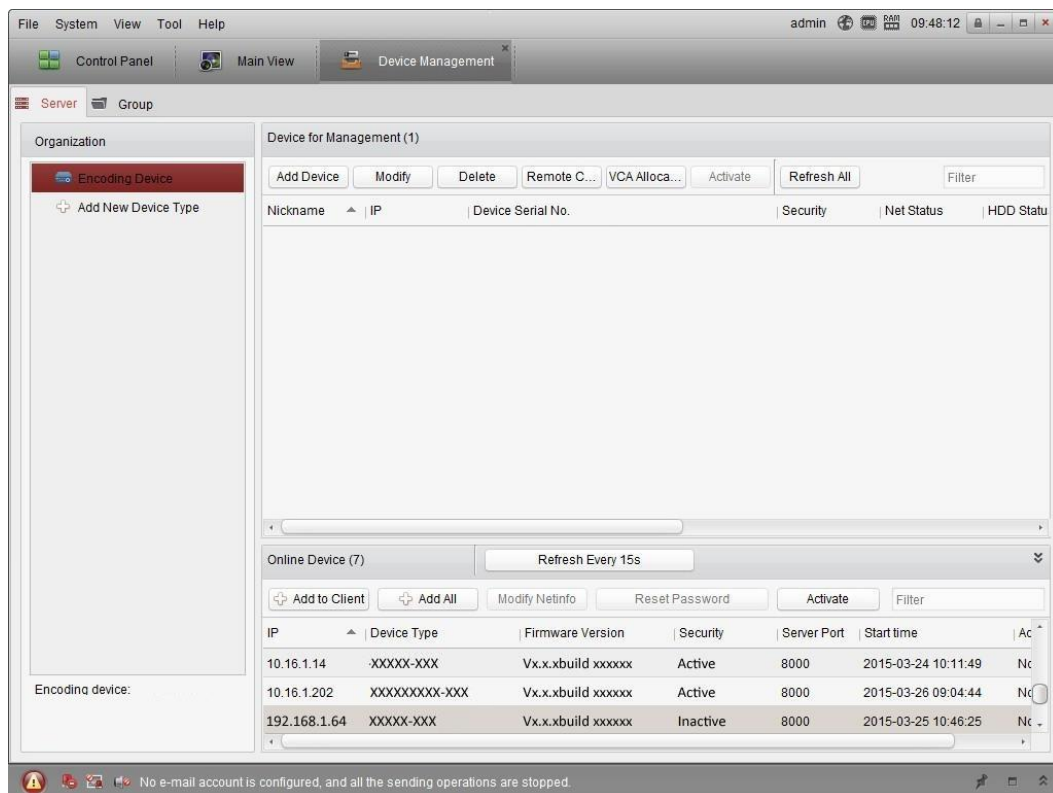 File System View Tool Help admin CPU RAM 09:48:12
Control Panel Main View Device Management
Server Group
Organization
Encoding Device
Add New Device Type
Encoding device:
Device for Management (1)
Add Device Modify Delete Remote C... VCA Alloca... Activate Refresh All Filter
Nickname IP Device Serial No. Security Net Status HDD Statu
Online Device (7) Refresh Every 15s
Add to Client Add All Modify Netinfo Reset Password Activate Filter
IP Device Type Firmware Version Security Server Port Start time Ac
10.16.1.14 XXXXX-XXX Vx.x.xbuild xxxxxx Active 8000 2015-03-24 10:11:49 Nc
10.16.1.202 XXXXXXXXX-XXX Vx.x.xbuild xxxxxx Active 8000 2015-03-26 09:04:44 Nc
192.168.1.64 XXXXX-XXX Vx.x.xbuild xxxxxx Inactive 8000 2015-03-25 10:46:25 Nc
No e-mail account is configured, and all the sending operations are stopped.